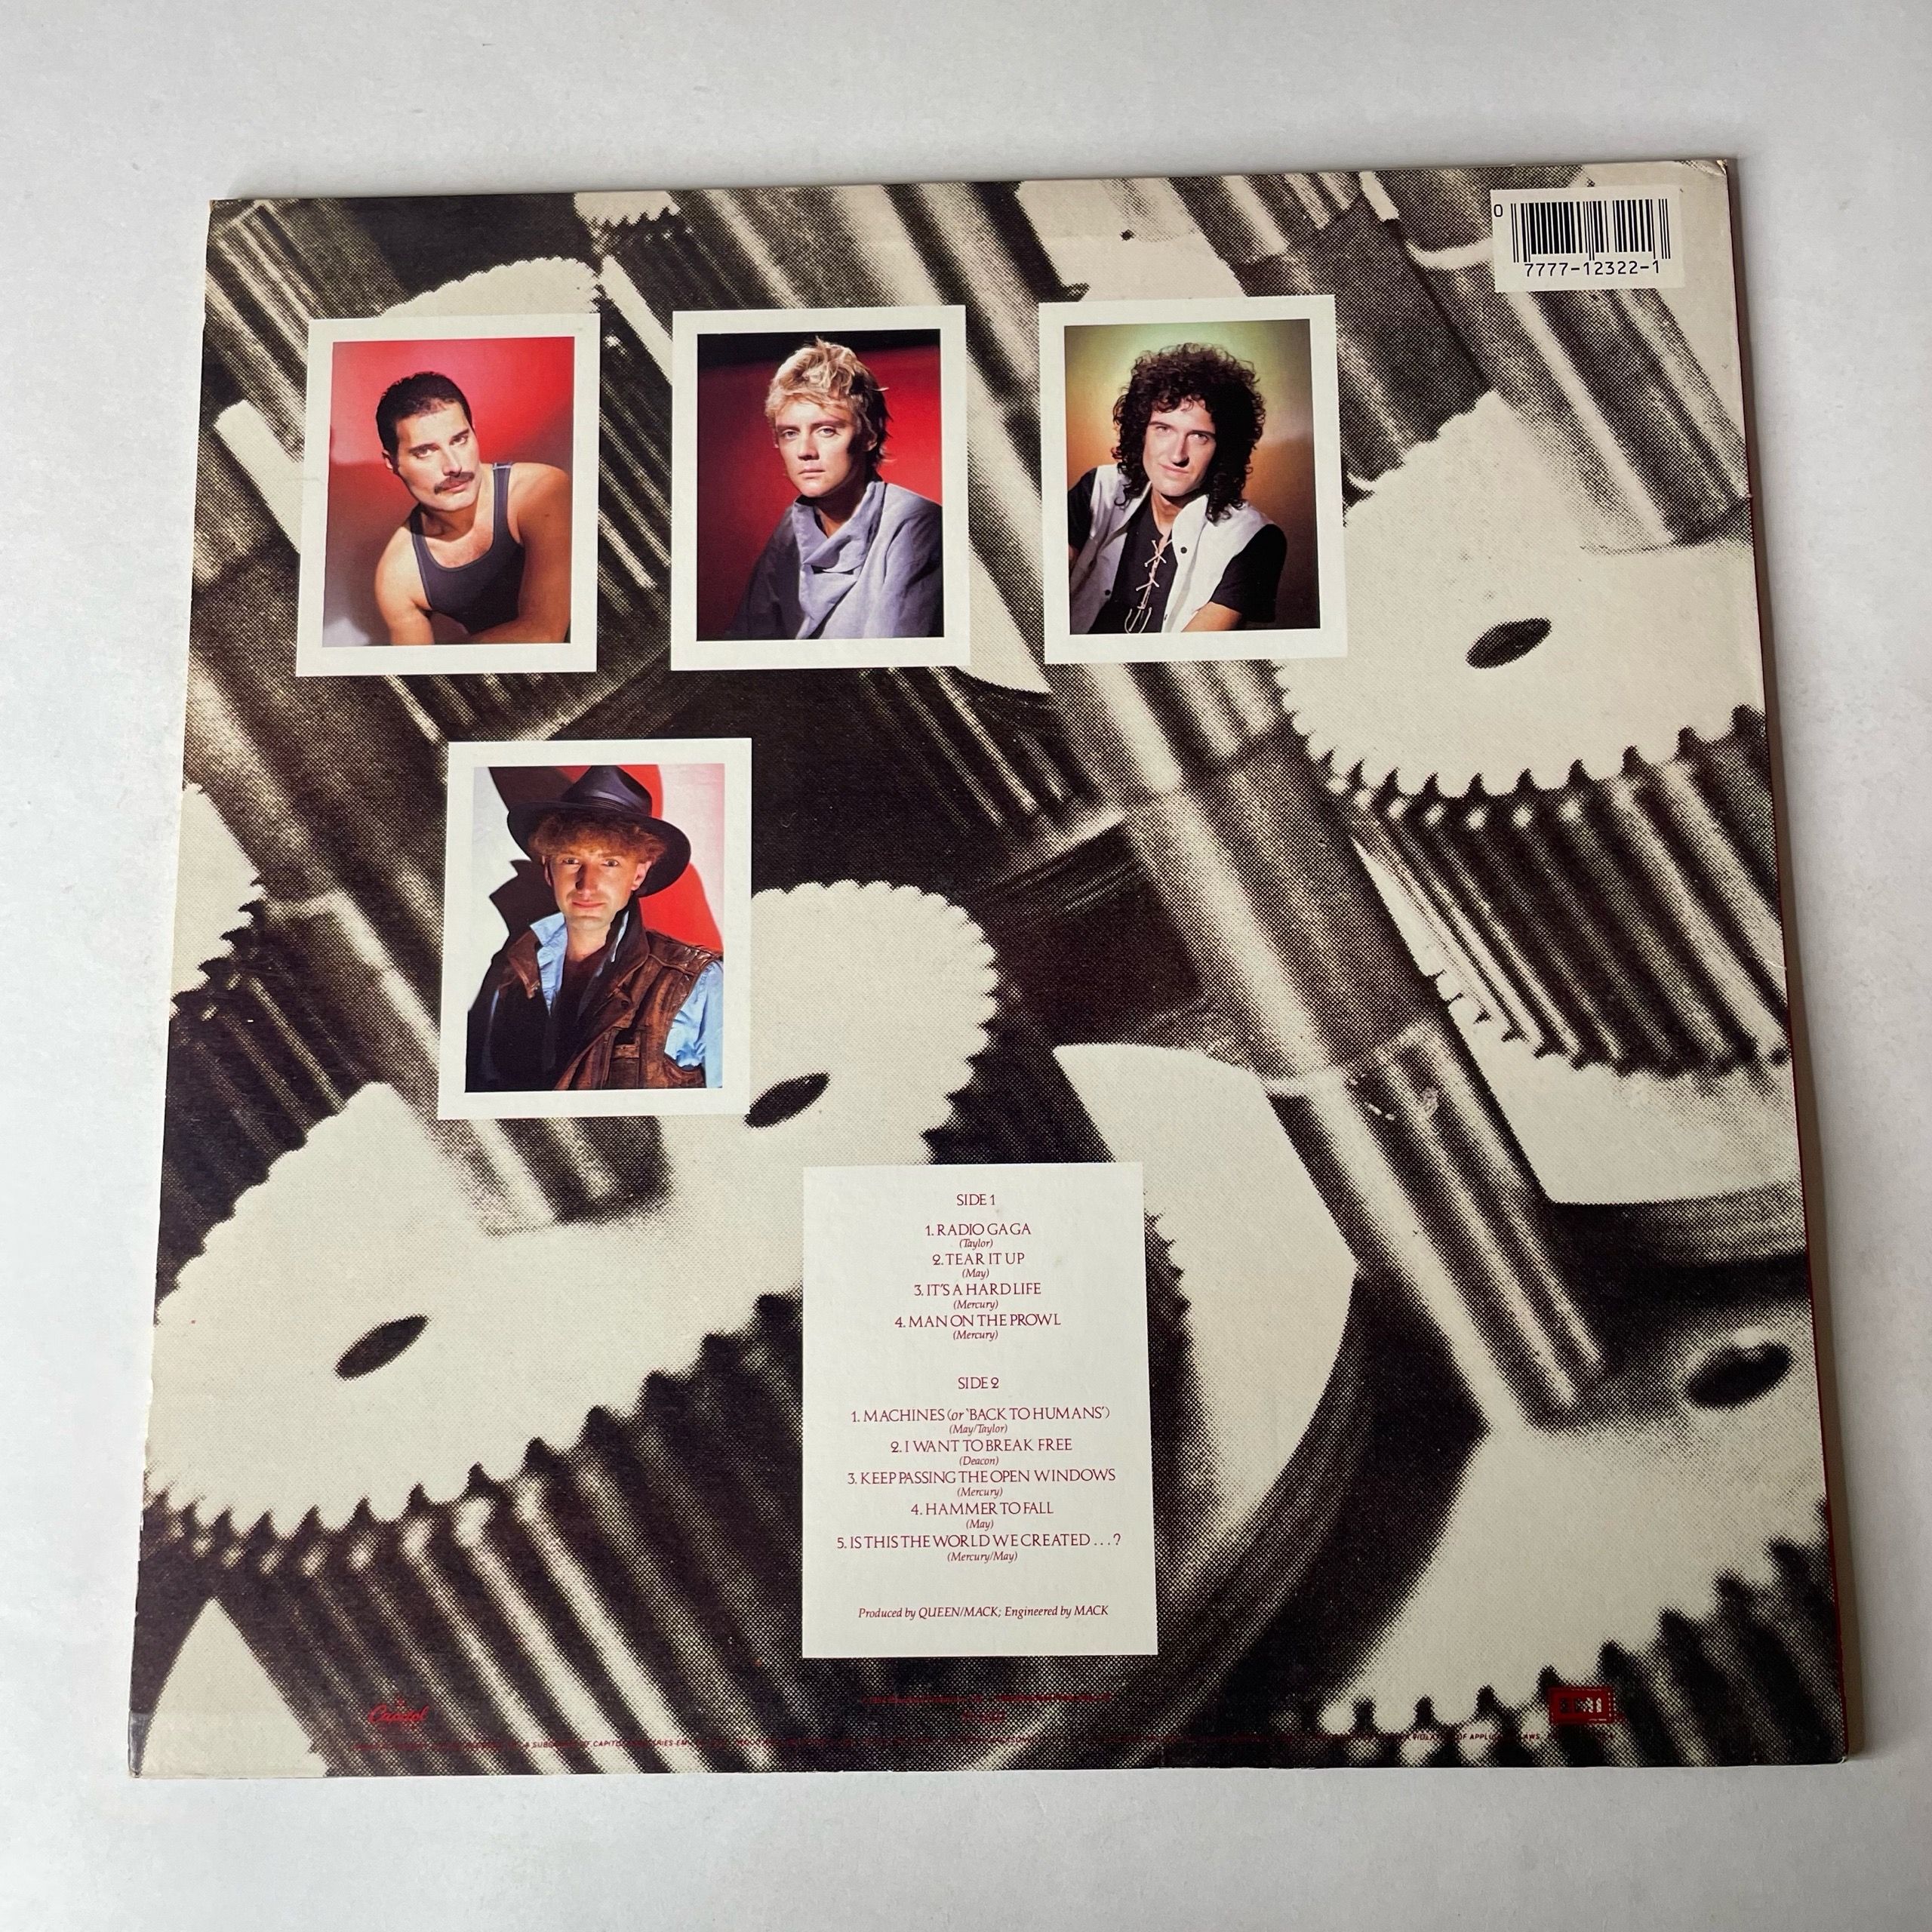 0
7777-12322-1
SIDE 1
1. RADIO GA GA
(Taylor)
2. TEAR IT UP
(May)
3. IT'S A HARD LIFE
(Mercury)
4. MAN ON THE PROWL
(Mercury)
SIDE 2
1. MACHINES (or 'BACK TO HUMANS')
(May/Taylor)
2. I WANT TO BREAK FREE
(Deacon)
3. KEEP PASSING THE OPEN WINDOWS
(Mercury)
4. HAMMER TO FALL
(May)
5. IS THIS THE WORLD WE CREATED . . . ?
(Mercury/May)
Produced by QUEEN/MACK; Engineered by MACK
Capitol
EMI